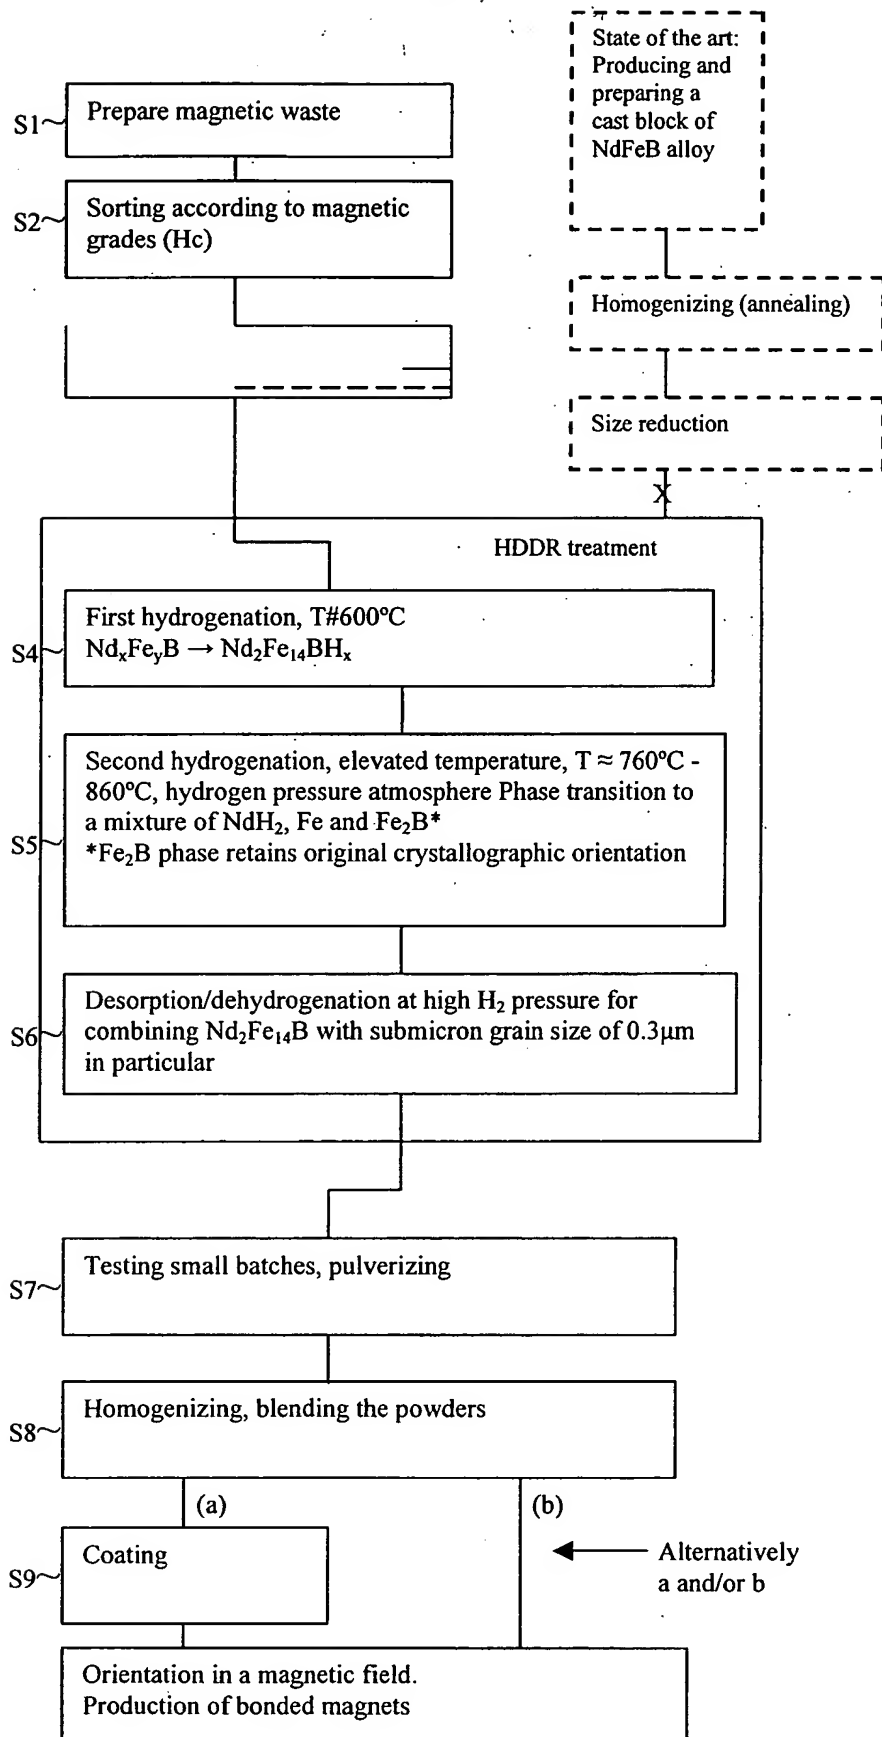 State of the art:
Producing and
preparing a
cast block of
NdFeB alloy
S1~
Prepare magnetic waste
S2~
Sorting according to magnetic
grades (Hc)
Homogenizing (annealing)
Size reduction
X
HDDR treatment
S4~
First hydrogenation, T#600ºC
NdₓFeᵧB → Nd₂Fe₁₄BHₓ
S5~
Second hydrogenation, elevated temperature, T ≈ 760ºC -
860ºC, hydrogen pressure atmosphere Phase transition to
a mixture of NdH₂, Fe and Fe₂B*
*Fe₂B phase retains original crystallographic orientation
S6~
Desorption/dehydrogenation at high H₂ pressure for
combining Nd₂Fe₁₄B with submicron grain size of 0.3µm
in particular
S7~
Testing small batches, pulverizing
S8~
Homogenizing, blending the powders
(a)
(b)
S9~
Coating
Alternatively
a and/or b
Orientation in a magnetic field.
Production of bonded magnets